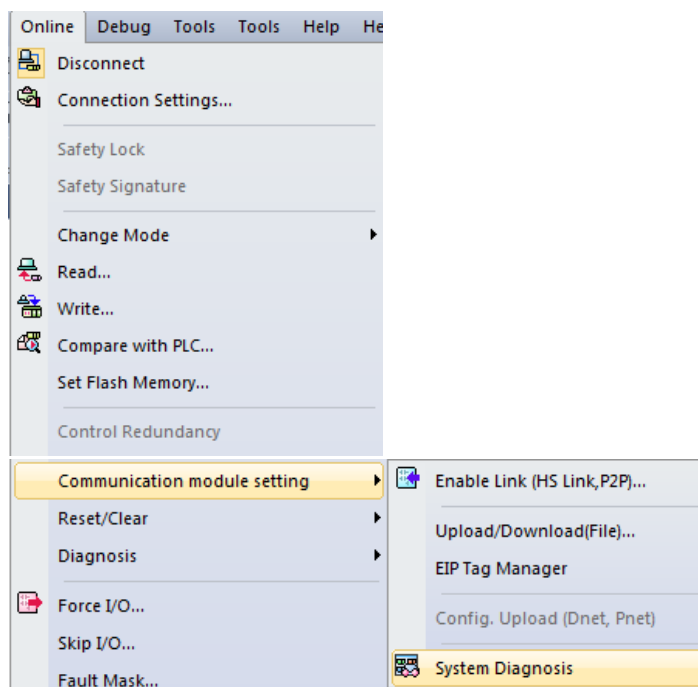 Online Debug Tools Tools Help He
Disconnect
Connection Settings...
Safety Lock
Safety Signature
Change Mode
Read...
Write...
Compare with PLC...
Set Flash Memory...
Control Redundancy
Communication module setting
Reset/Clear
Diagnosis
Force I/O...
Skip I/O...
Fault Mask...
Enable Link (HS Link,P2P)...
Upload/Download(File)...
EIP Tag Manager
Config. Upload (Dnet, Pnet)
System Diagnosis